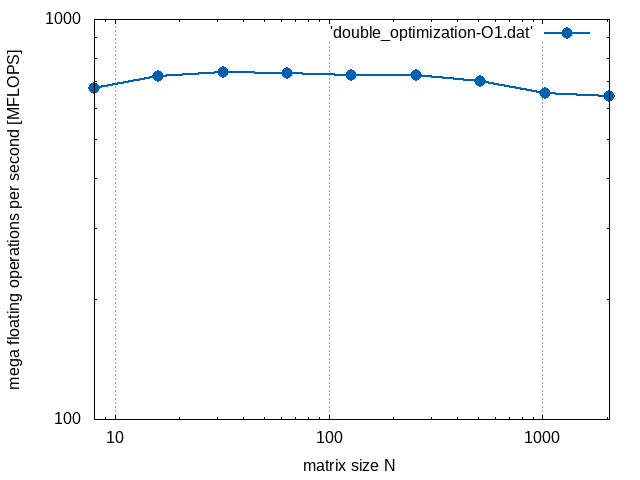 1000
'double_optimization-O1.dat'
mega floating operations per second [MFLOPS]
100
10 100 1000
matrix size N